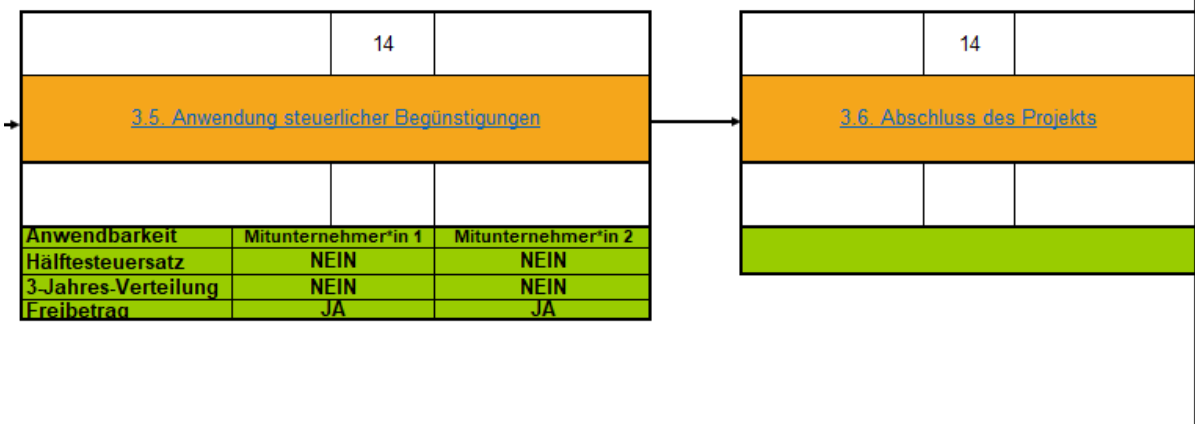 14
14
3.5. Anwendung steuerlicher Begünstigungen
3.6. Abschluss des Projekts
Anwendbarkeit Mitunternehmer*in 1 Mitunternehmer*in 2
Hälftesteuersatz NEIN NEIN
3-Jahres-Verteilung NEIN NEIN
Freibetrag JA JA